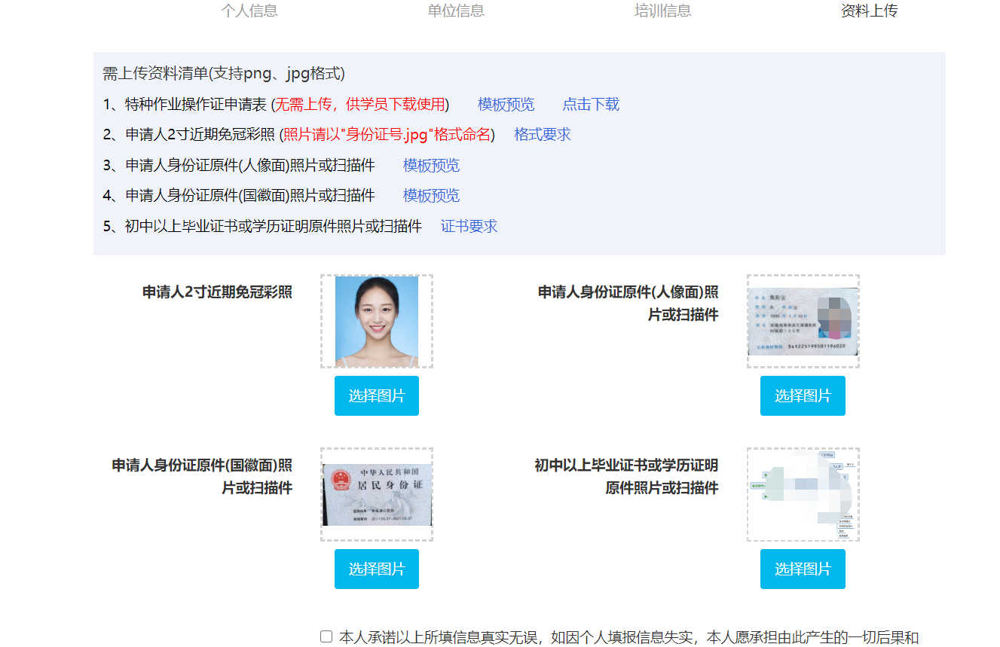 个人信息 单位信息 培训信息 资料上传
需上传资料清单(支持png、jpg格式)
1、特种作业操作证申请表 (无需上传，供学员下载使用) 模板预览 点击下载
2、申请人2寸近期免冠彩照 (照片请以"身份证号.jpg"格式命名) 格式要求
3、申请人身份证原件(人像面)照片或扫描件 模板预览
4、申请人身份证原件(国徽面)照片或扫描件 模板预览
5、初中以上毕业证书或学历证明原件照片或扫描件 证书要求
申请人2寸近期免冠彩照
选择图片
申请人身份证原件(人像面)照
片或扫描件
选择图片
申请人身份证原件(国徽面)照
片或扫描件
中华人民共和国
居民身份证
选择图片
初中以上毕业证书或学历证明
原件照片或扫描件
选择图片
本人承诺以上所填信息真实无误，如因个人填报信息失实，本人愿承担由此产生的一切后果和